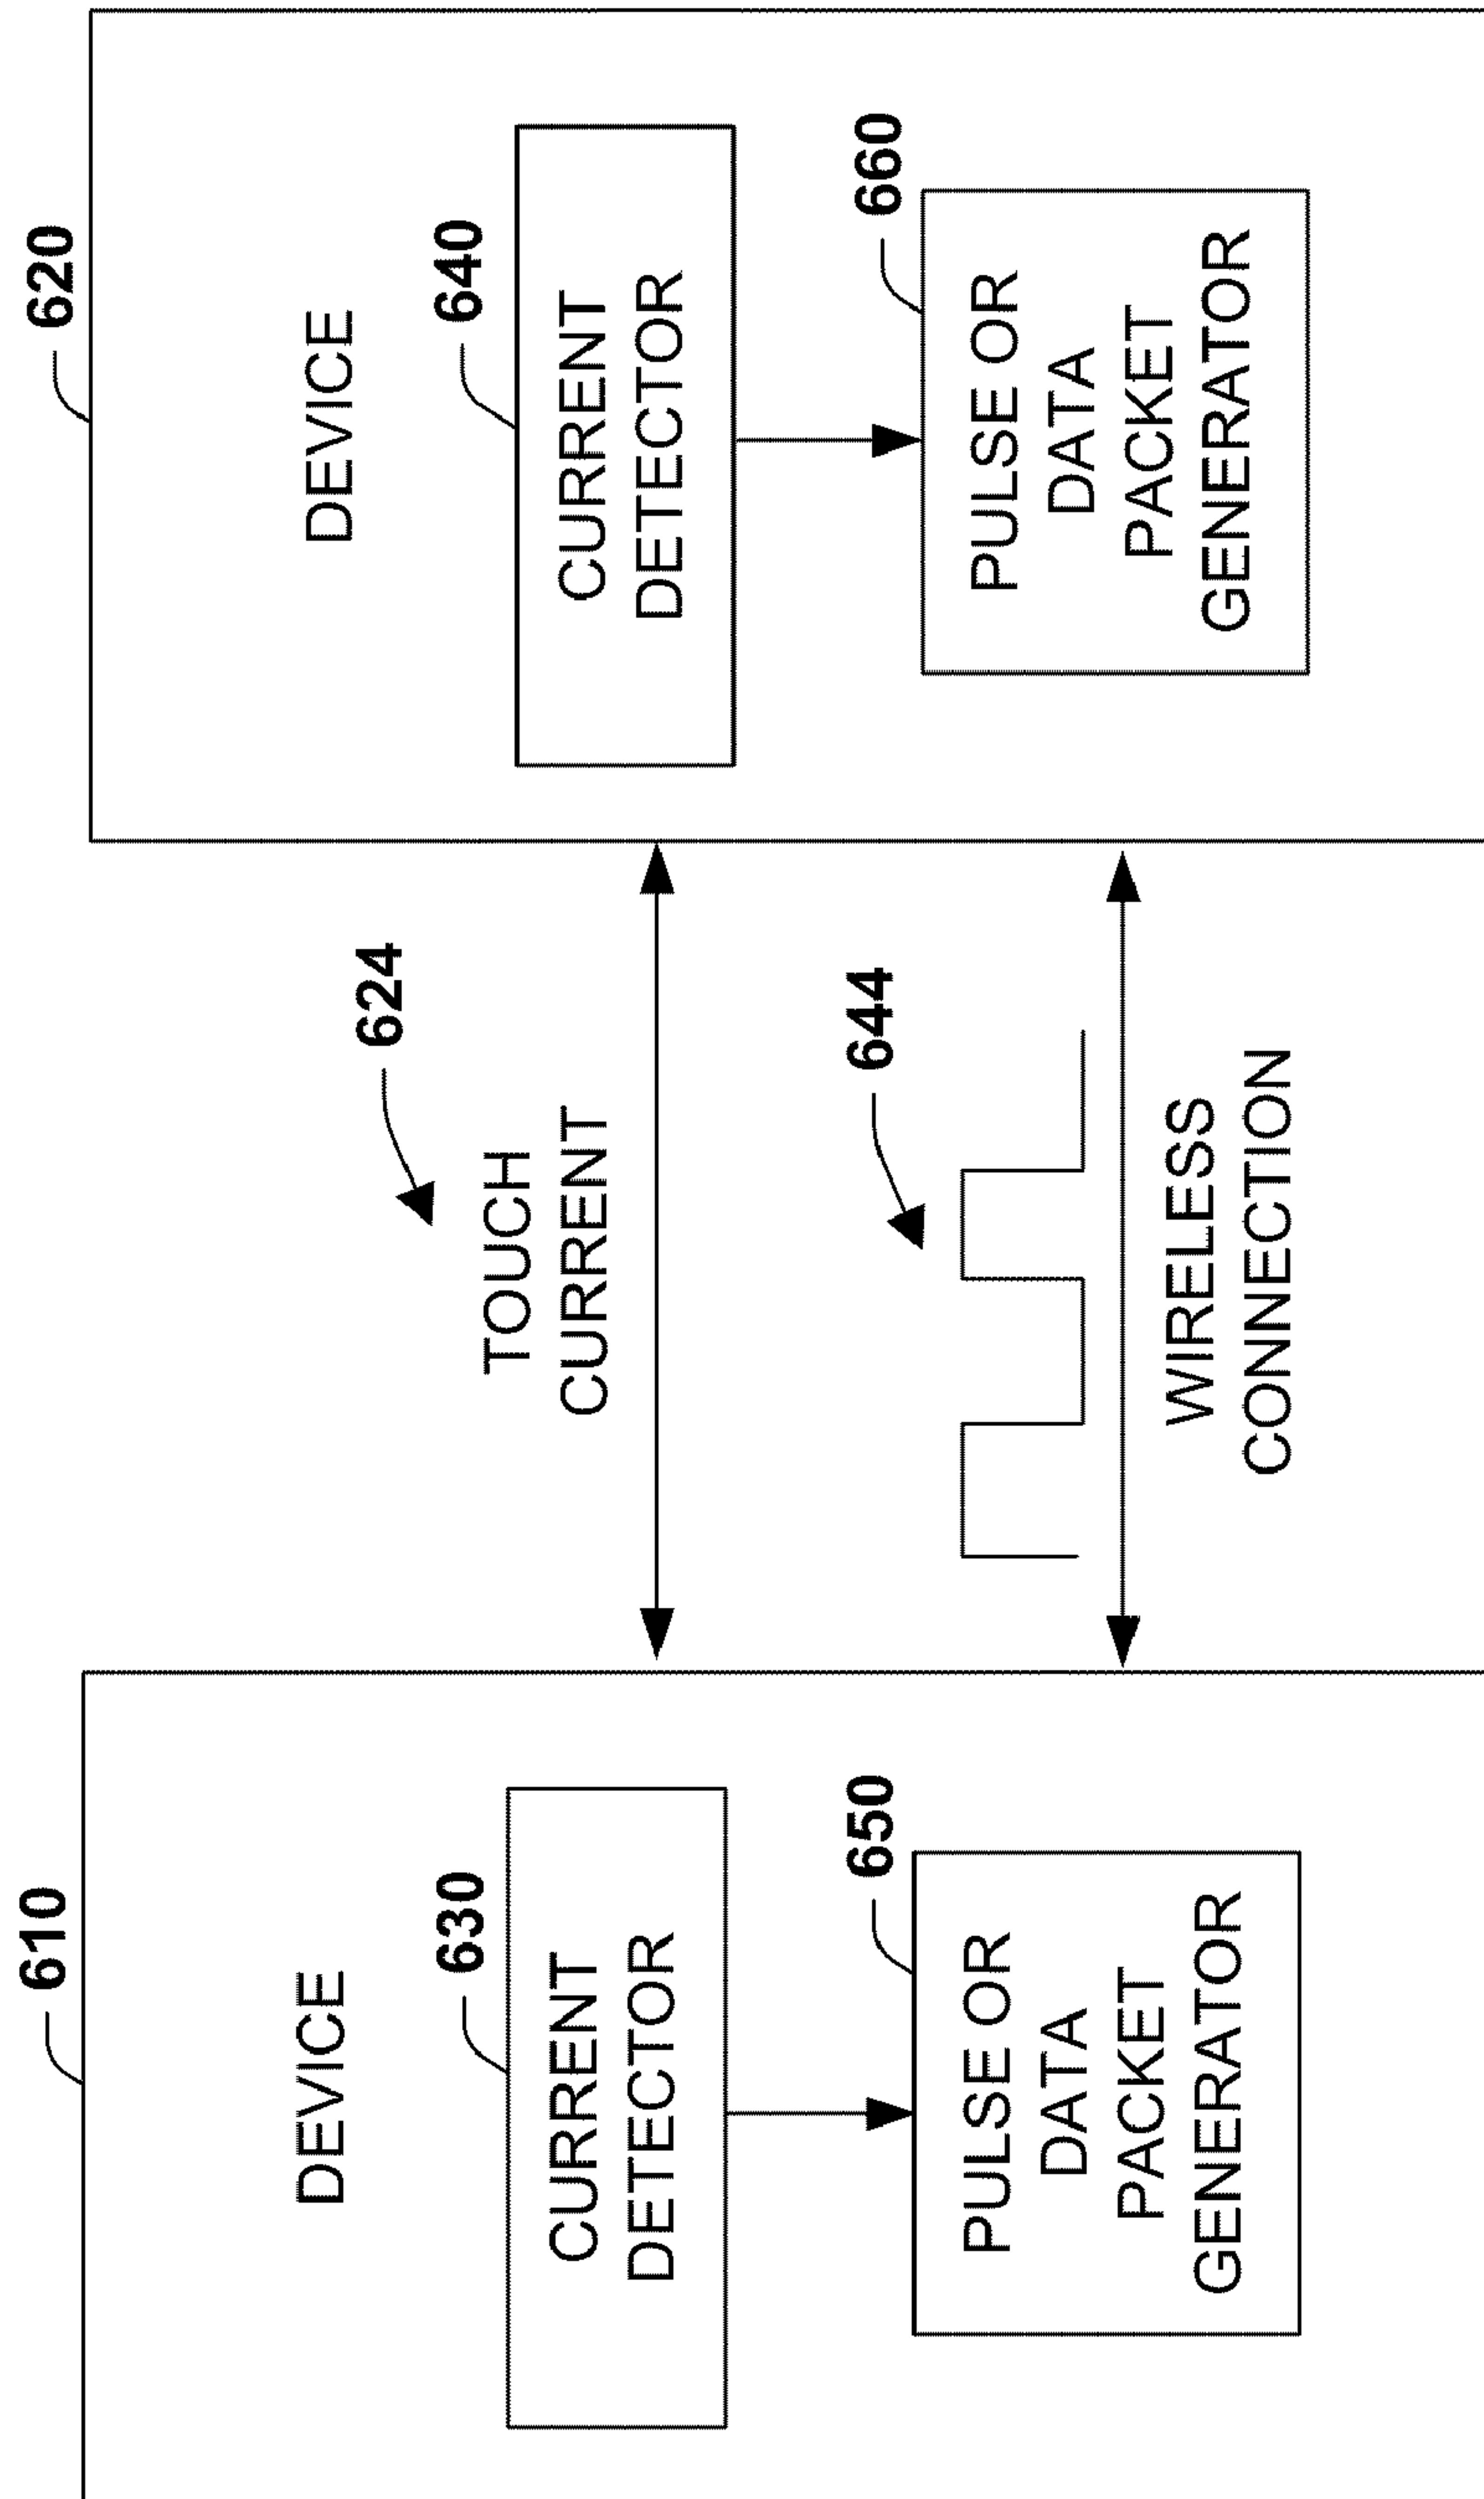 610
DEVICE
630
CURRENT
DETECTOR
650
PULSE OR
DATA
PACKET
GENERATOR
624
TOUCH
CURRENT
644
WIRELESS
CONNECTION
620
DEVICE
640
CURRENT
DETECTOR
660
PULSE OR
DATA
PACKET
GENERATOR